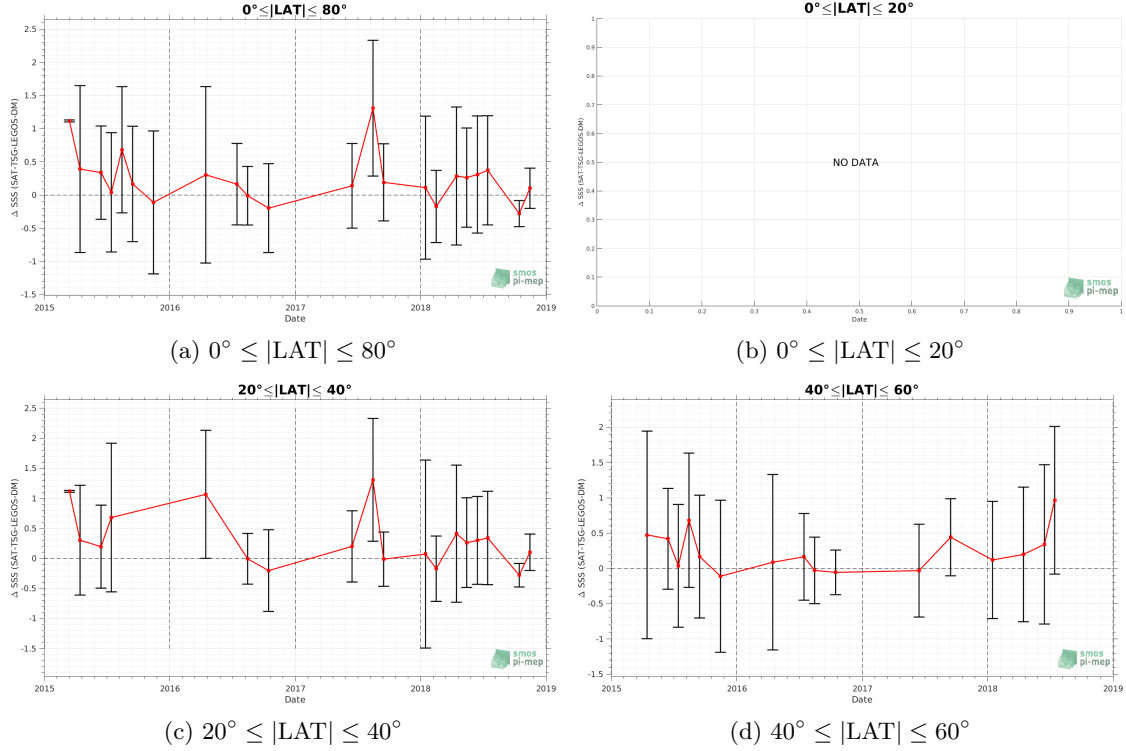 0°≤|LAT|≤ 80°
Δ SSS (SAT-TSG-LEGOS-DM)
2.5
2
1.5
1
0.5
0
-0.5
-1
-1.5
2015 2016 2017 2018 2019
Date
smos
pi-mep
(a) 0° ≤ |LAT| ≤ 80°
0°≤|LAT|≤ 20°
Δ SSS (SAT-TSG-LEGOS-DM)
1
0.9
0.8
0.7
0.6
0.5
0.4
0.3
0.2
0.1
0
NO DATA
0 0.1 0.2 0.3 0.4 0.5 0.6 0.7 0.8 0.9 1
Date
smos
pi-mep
(b) 0° ≤ |LAT| ≤ 20°
20°≤|LAT|≤ 40°
Δ SSS (SAT-TSG-LEGOS-DM)
2.5
2
1.5
1
0.5
0
-0.5
-1
-1.5
2015 2016 2017 2018 2019
Date
smos
pi-mep
(c) 20° ≤ |LAT| ≤ 40°
40°≤|LAT|≤ 60°
Δ SSS (SAT-TSG-LEGOS-DM)
2
1.5
1
0.5
0
-0.5
-1
-1.5
2015 2016 2017 2018 2019
Date
smos
pi-mep
(d) 40° ≤ |LAT| ≤ 60°